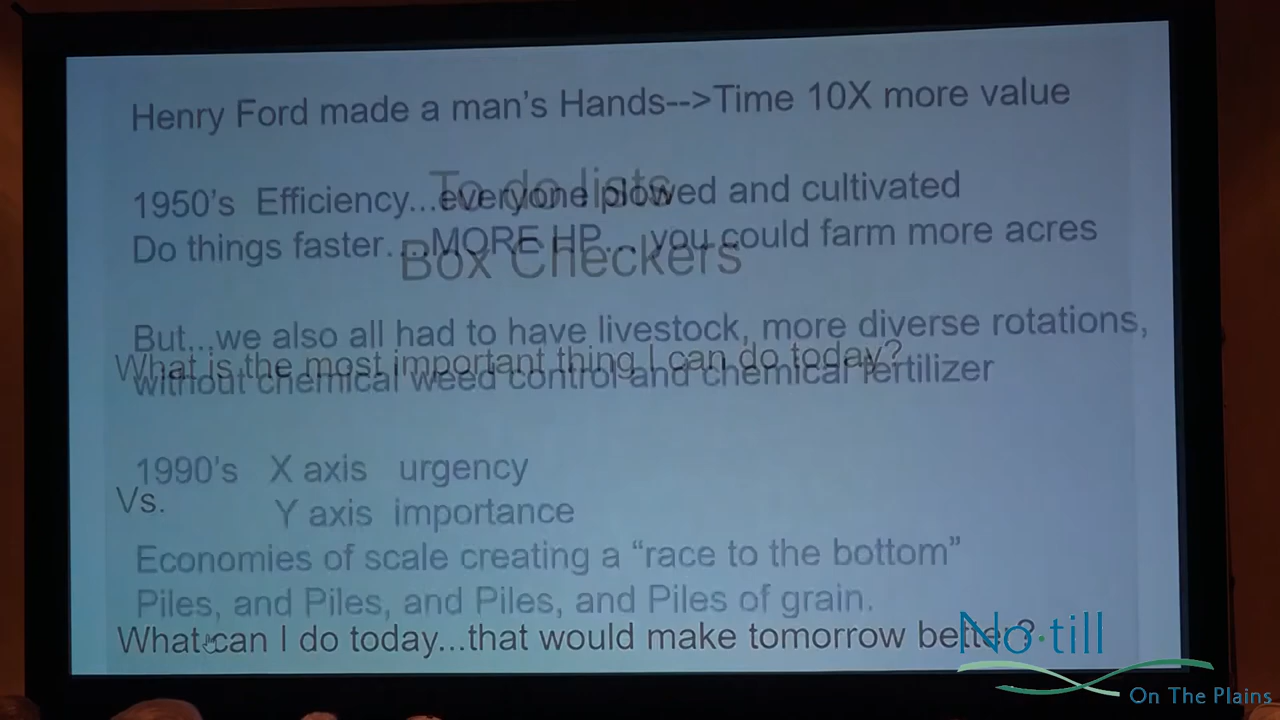 Henry Ford made a man's Hands-->Time 10X more value
To do lists
1950's Efficiency...everyone plowed and cultivated
Do things faster.....MORE HP... you could farm more acres
Box Checkers
But...we also all had to have livestock, more diverse rotations,
What is the most important thing I can do today?
without chemical weed control and chemical fertilizer
1990's X axis urgency
Vs.
Y axis importance
Economies of scale creating a “race to the bottom”
Piles, and Piles, and Piles, and Piles of grain.
What can I do today...that would make tomorrow better?
No•till
On The Plains